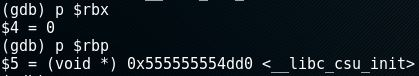 (gdb) p $rbx
$4 = 0
(gdb) p $rbp
$5 = (void *) 0x555555554dd0 <__libc_csu_init>